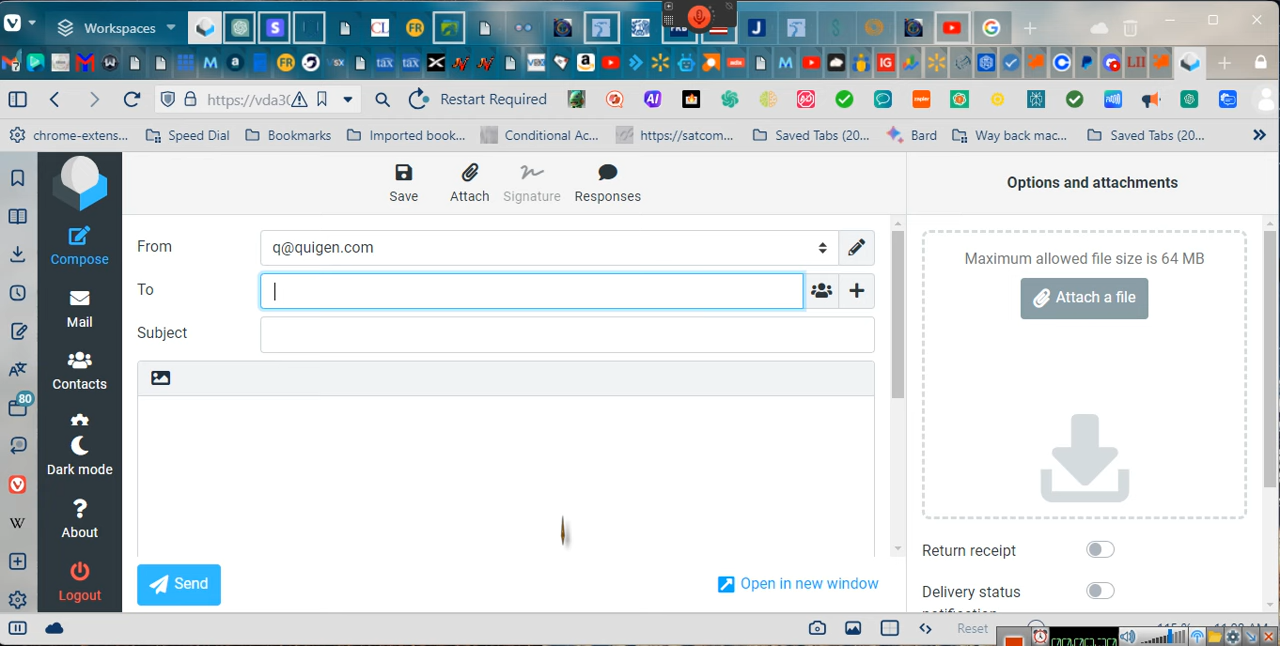 Workspaces
https://vda3
Restart Required
chrome-extens...
Speed Dial
Bookmarks
Imported book...
Conditional Ac...
https://satcom...
Saved Tabs (20...
Bard
Way back mac...
Saved Tabs (20...
Save
Attach
Signature
Responses
Options and attachments
Compose
Mail
Contacts
Dark mode
About
Logout
80
From
q@quigen.com
To
Subject
Send
Open in new window
Maximum allowed file size is 64 MB
Attach a file
Return receipt
Delivery status
Reset